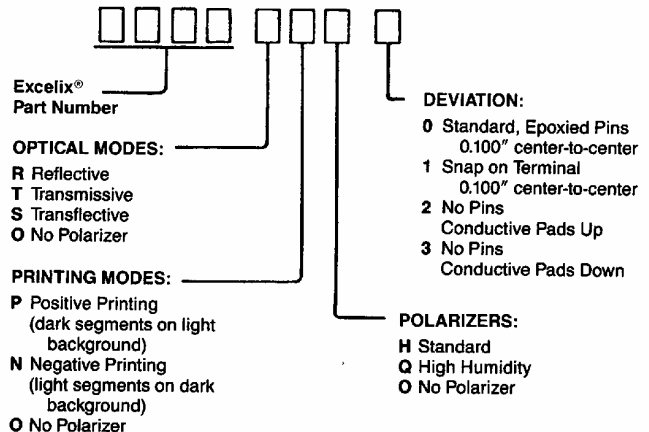 Excelix®
Part Number
OPTICAL MODES:
R Reflective
T Transmissive
S Transflective
O No Polarizer
PRINTING MODES:
P Positive Printing
(dark segments on light
background)
N Negative Printing
(light segments on dark
background)
O No Polarizer
DEVIATION:
0 Standard, Epoxied Pins
0.100" center-to-center
1 Snap on Terminal
0.100" center-to-center
2 No Pins
Conductive Pads Up
3 No Pins
Conductive Pads Down
POLARIZERS:
H Standard
Q High Humidity
O No Polarizer